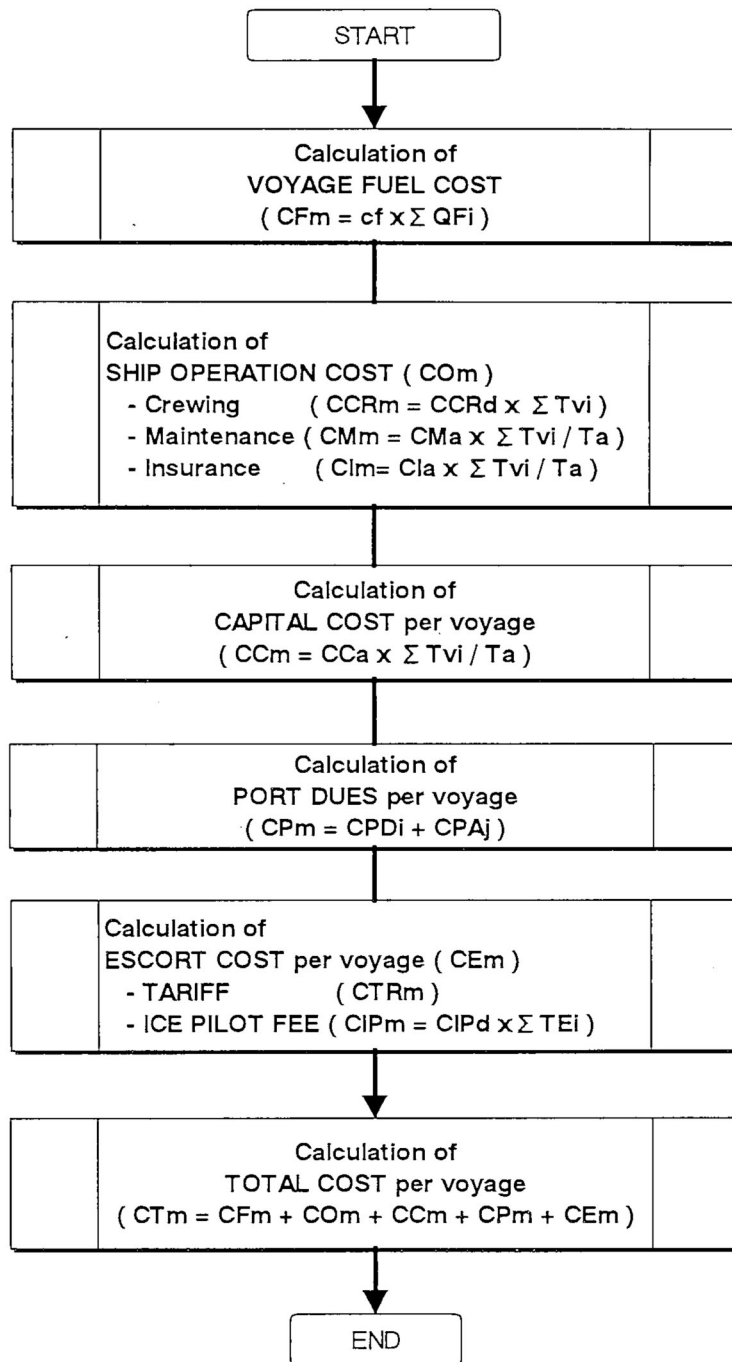 START
Calculation of
VOYAGE FUEL COST
( CFm = cf x Σ QFi )
Calculation of
SHIP OPERATION COST ( COm )
- Crewing ( CCRm = CCRd x Σ Tvi )
- Maintenance ( CMm = CMa x Σ Tvi / Ta )
- Insurance ( CIm= CIa x Σ Tvi / Ta )
Calculation of
CAPITAL COST per voyage
( CCm = CCa x Σ Tvi / Ta )
Calculation of
PORT DUES per voyage
( CPm = CPDi + CPAj )
Calculation of
ESCORT COST per voyage ( CEm )
- TARIFF ( CTRm )
- ICE PILOT FEE ( CIPm = CIPd x Σ TEi )
Calculation of
TOTAL COST per voyage
( CTm = CFm + COm + CCm + CPm + CEm )
END